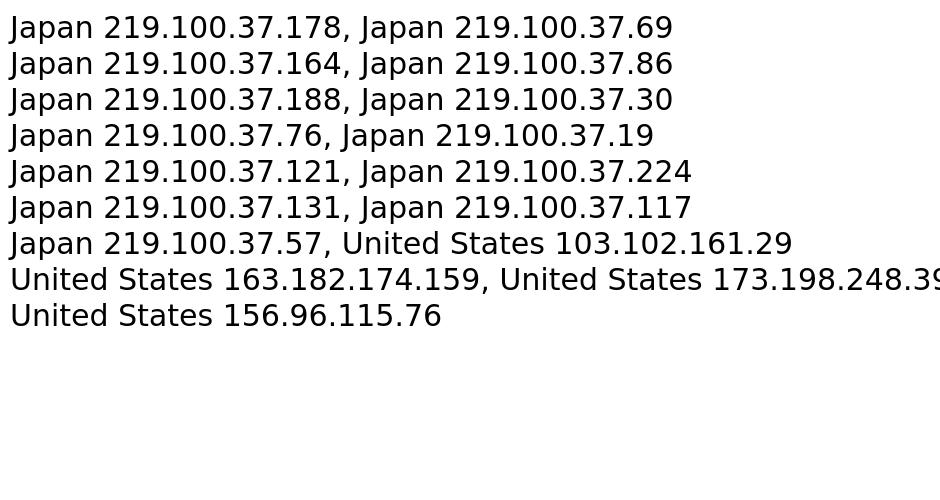 Japan 219.100.37.178, Japan 219.100.37.69
Japan 219.100.37.164, Japan 219.100.37.86
Japan 219.100.37.188, Japan 219.100.37.30
Japan 219.100.37.76, Japan 219.100.37.19
Japan 219.100.37.121, Japan 219.100.37.224
Japan 219.100.37.131, Japan 219.100.37.117
Japan 219.100.37.57, United States 103.102.161.29
United States 163.182.174.159, United States 173.198.248.39
United States 156.96.115.76